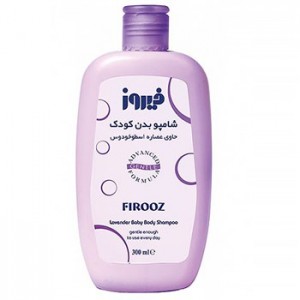 فیروز
شامپو بدن کودک
حاوی عصاره اسطوخودوس
ADVANCED
GENTLE
FORMULA
FIROOZ
Lavender Baby Body Shampoo
gentle enough
to use every day
300 ml ℮